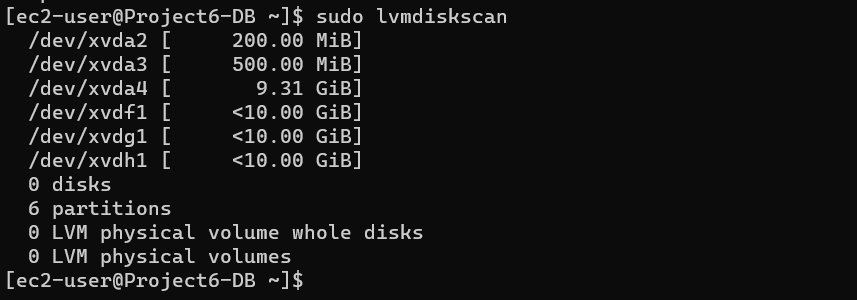 [ec2-user@Project6-DB ~]$ sudo lvmdiskscan
  /dev/xvda2 [     200.00 MiB]
  /dev/xvda3 [     500.00 MiB]
  /dev/xvda4 [       9.31 GiB]
  /dev/xvdf1 [     <10.00 GiB]
  /dev/xvdg1 [     <10.00 GiB]
  /dev/xvdh1 [     <10.00 GiB]
  0 disks
  6 partitions
  0 LVM physical volume whole disks
  0 LVM physical volumes
[ec2-user@Project6-DB ~]$